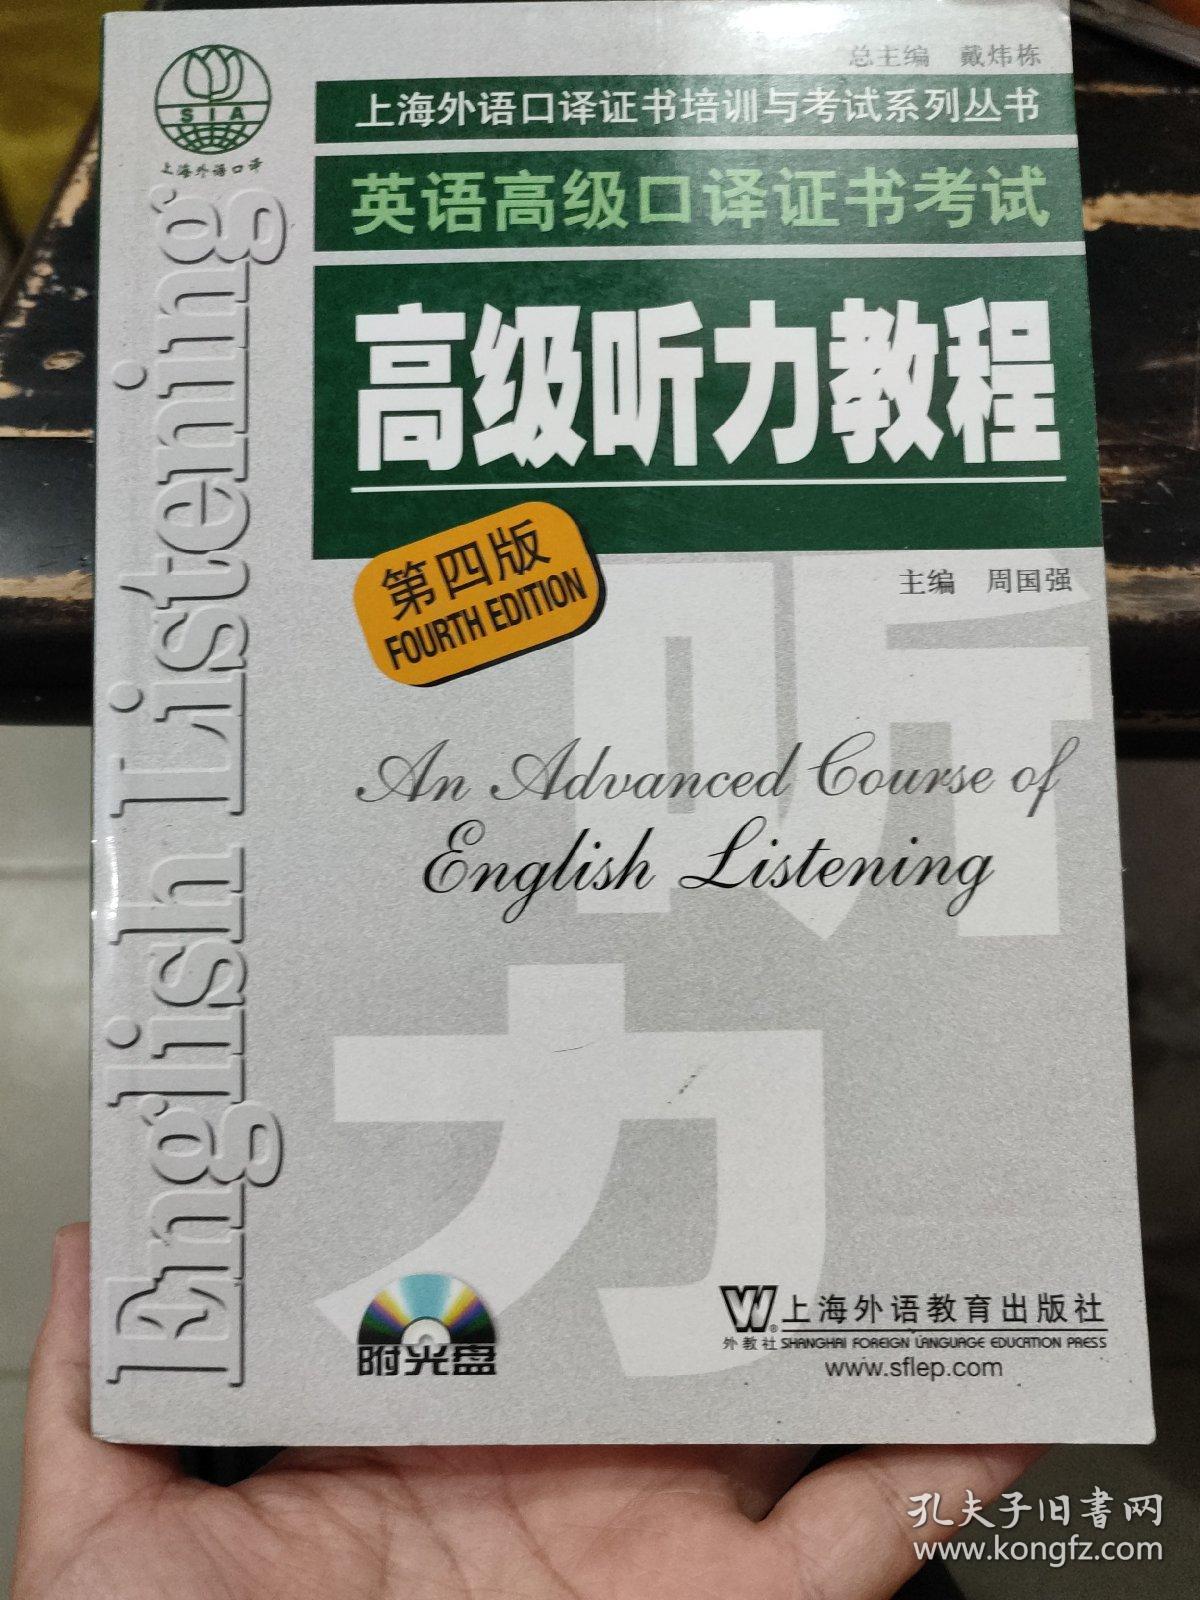 总主编 戴炜栋
SIA
上海外语口译
上海外语口译证书培训与考试系列丛书
英语高级口译证书考试
高级听力教程
第四版
FOURTH EDITION
主编 周国强
English Listening
听
力
An Advanced Course of
English Listening
附光盘
W®
上海外语教育出版社
外教社 SHANGHAI FOREIGN LANGUAGE EDUCATION PRESS
www.sflep.com
孔夫子旧书网
www.kongfz.com